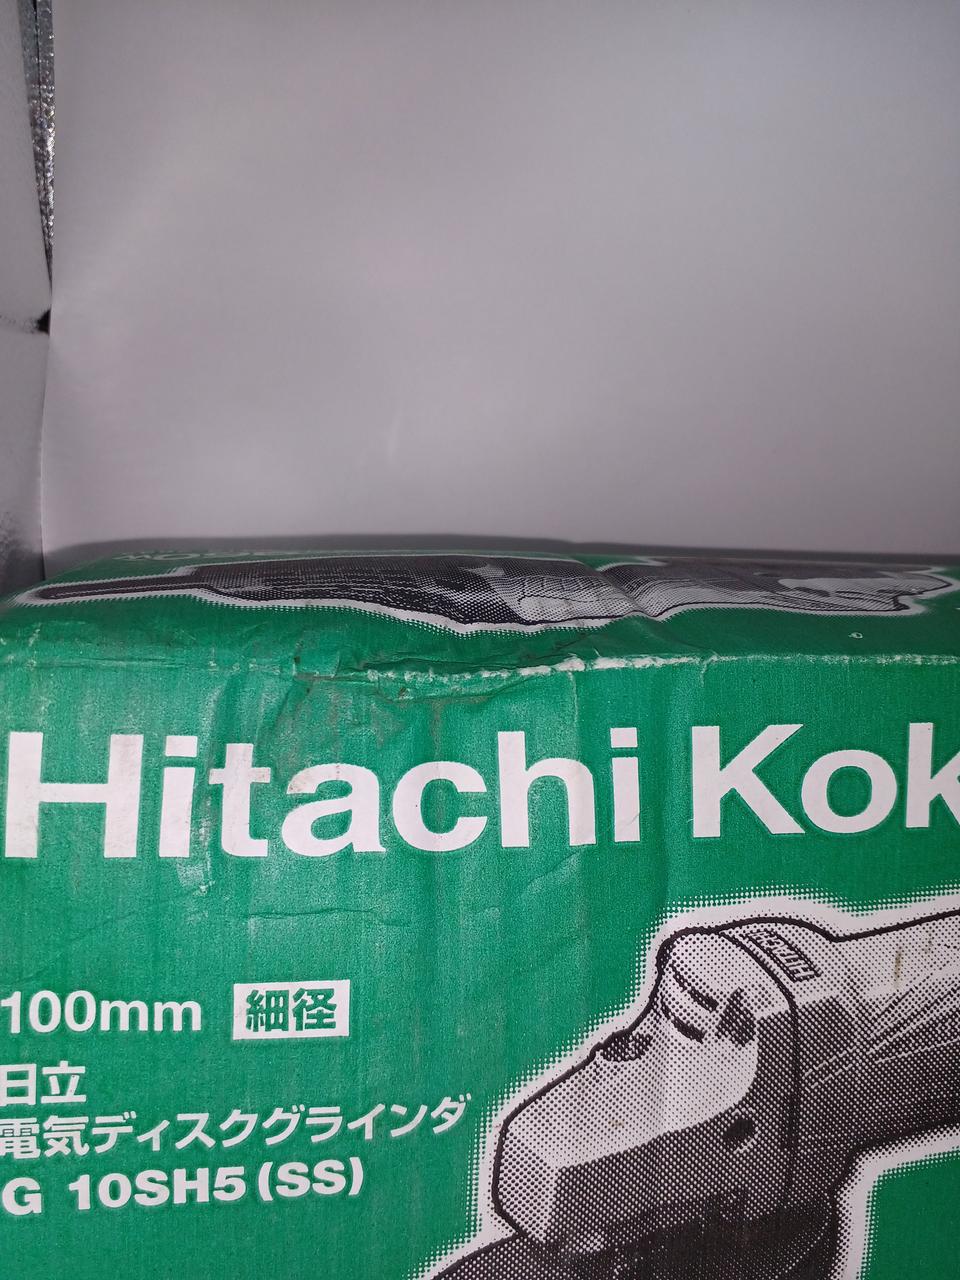 Hitachi Kok
HITACHI
100mm 細径
日立
電気ディスクグラインダ
G 10SH5 (SS)